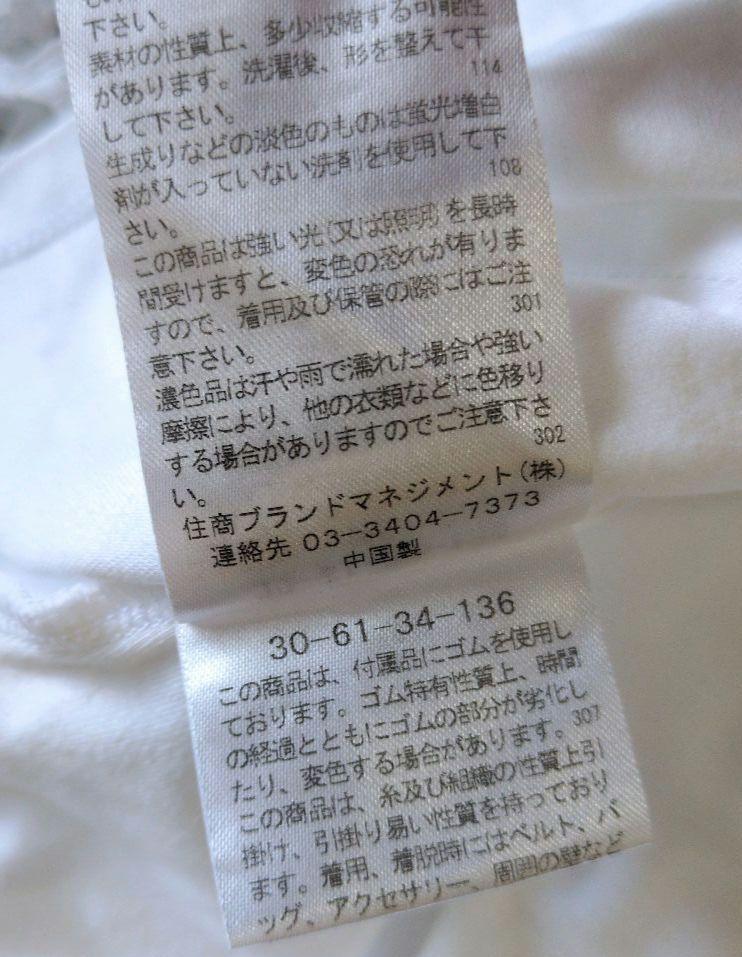 下さい。
素材の性質上、多少収縮する可能性
があります。洗濯後、形を整えて干
して下さい。
114
生成りなどの淡色のものは蛍光増白
剤が入っていない洗剤を使用して下
さい。
108
この商品は強い光(又は照明)を長時
間受けますと、変色の恐れが有りま
すので、着用及び保管の際にはご注
意下さい。
301
濃色品は汗や雨で濡れた場合や強い
摩擦により、他の衣類などに色移り
する場合がありますのでご注意下さ
い。
302
住商ブランドマネジメント(株)
連絡先 03-3404-7373
中国製
30-61-34-136
この商品は、付属品にゴムを使用し
ております。ゴム特有性質上、時間
の経過とともにゴムの部分が劣化し
たり、変色する場合があります。
307
この商品は、糸及び組織の性質上引
掛け、引掛り易い性質を持っており
ます。着用、着脱時にはベルト、バ
ッグ、アクセサリー、周囲の壁など